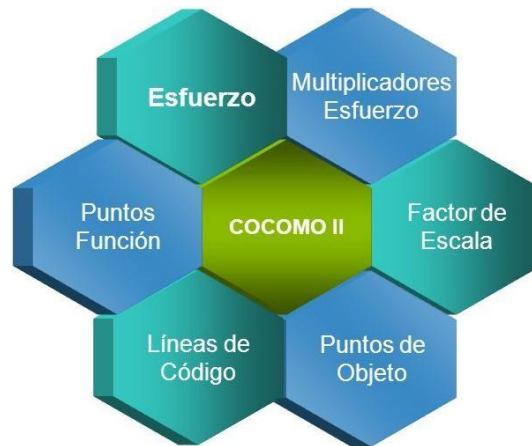 Esfuerzo
Multiplicadores
Esfuerzo
Puntos
Función
COCOMO II
Factor de
Escala
Líneas de
Código
Puntos de
Objeto